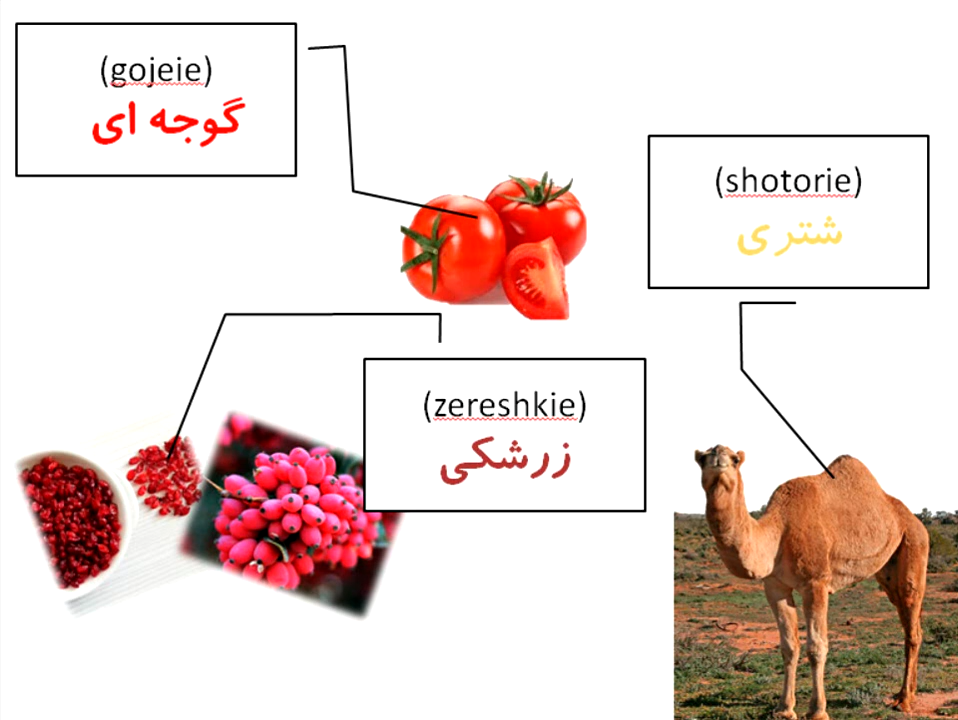 (gojeie)
گوجه ای
(shotorie)
شتری
(zereshkie)
زرشکی